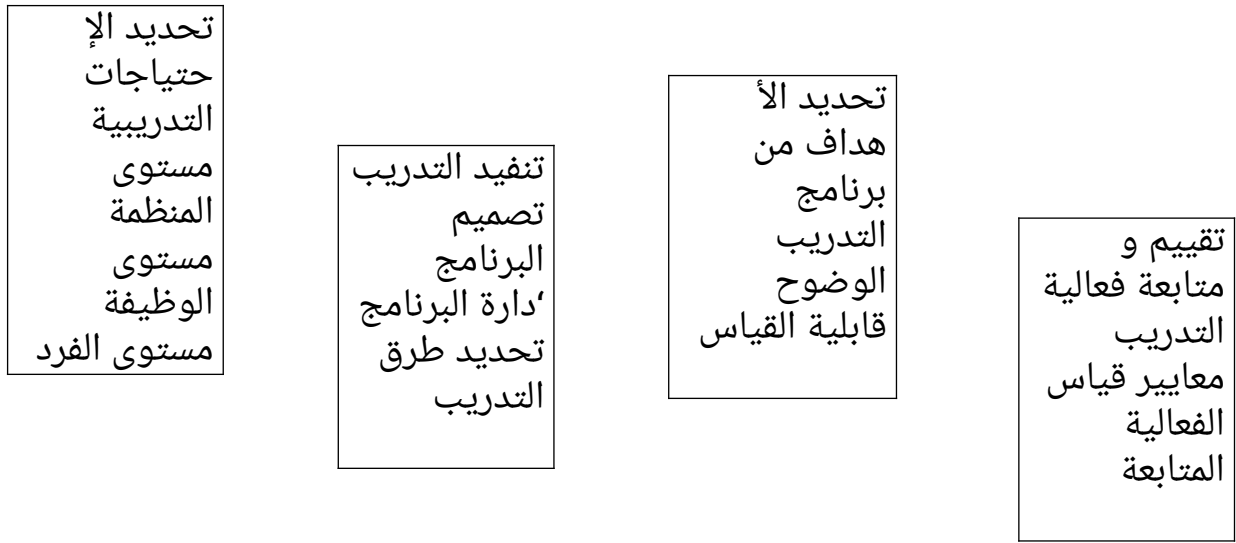 تحديد الإ
حتياجات
التدريبية
مستوى
المنظمة
مستوى
الوظيفة
مستوى الفرد
تنفيد التدريب
تصميم
البرنامج
‘دارة البرنامج
تحديد طرق
التدريب
تحديد الأ
هداف من
برنامج
التدريب
الوضوح
قابلية القياس
تقييم و
متابعة فعالية
التدريب
معايير قياس
الفعالية
المتابعة